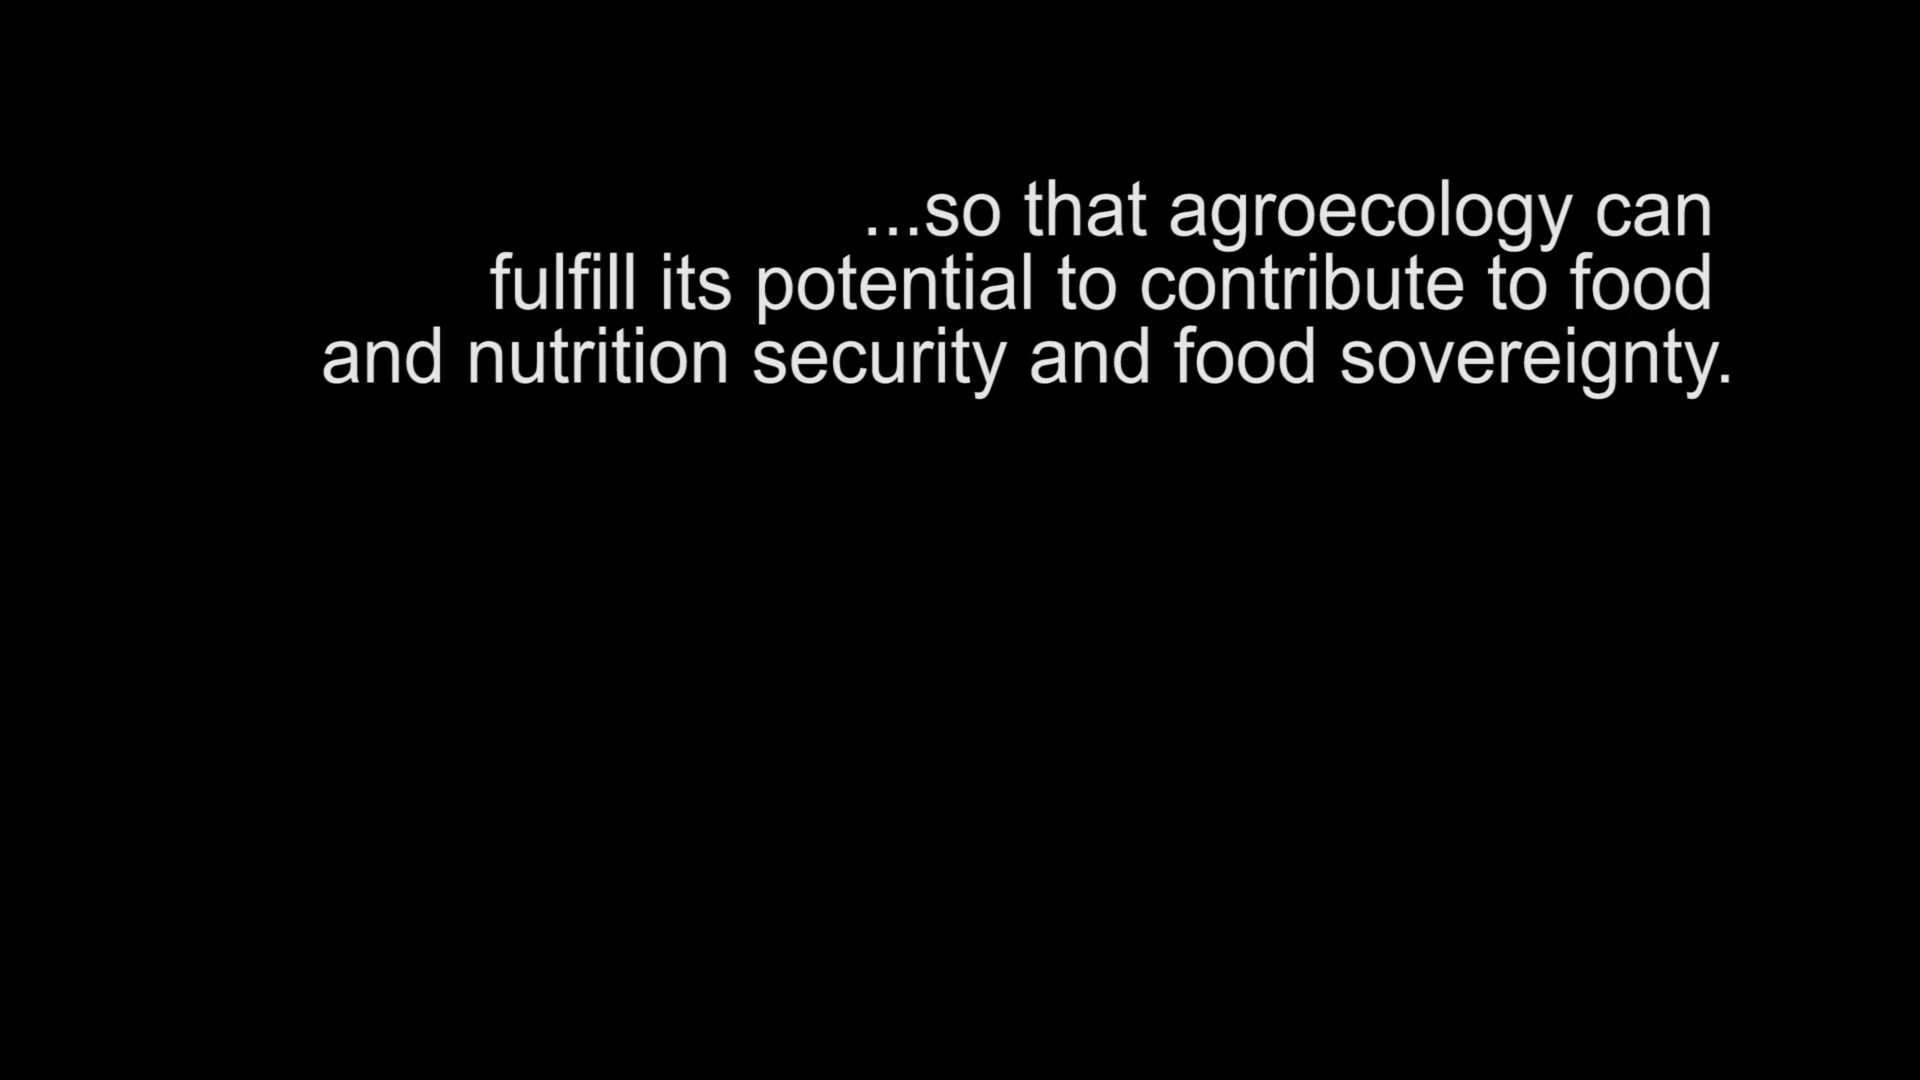 ...so that agroecology can
fulfill its potential to contribute to food
and nutrition security and food sovereignty.